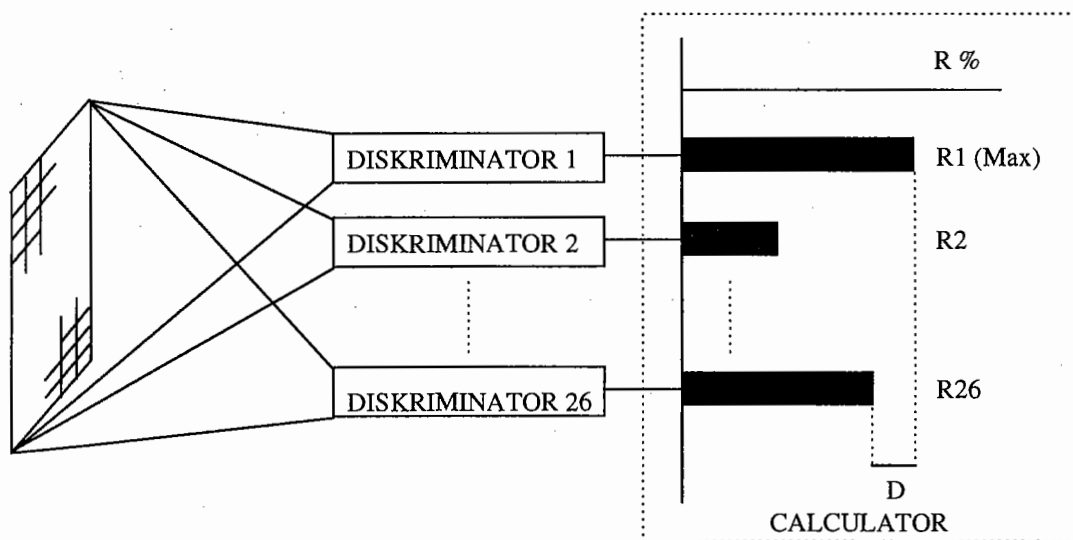 R %
DISKRIMINATOR 1
R1 (Max)
DISKRIMINATOR 2
R2
DISKRIMINATOR 26
R26
D
CALCULATOR